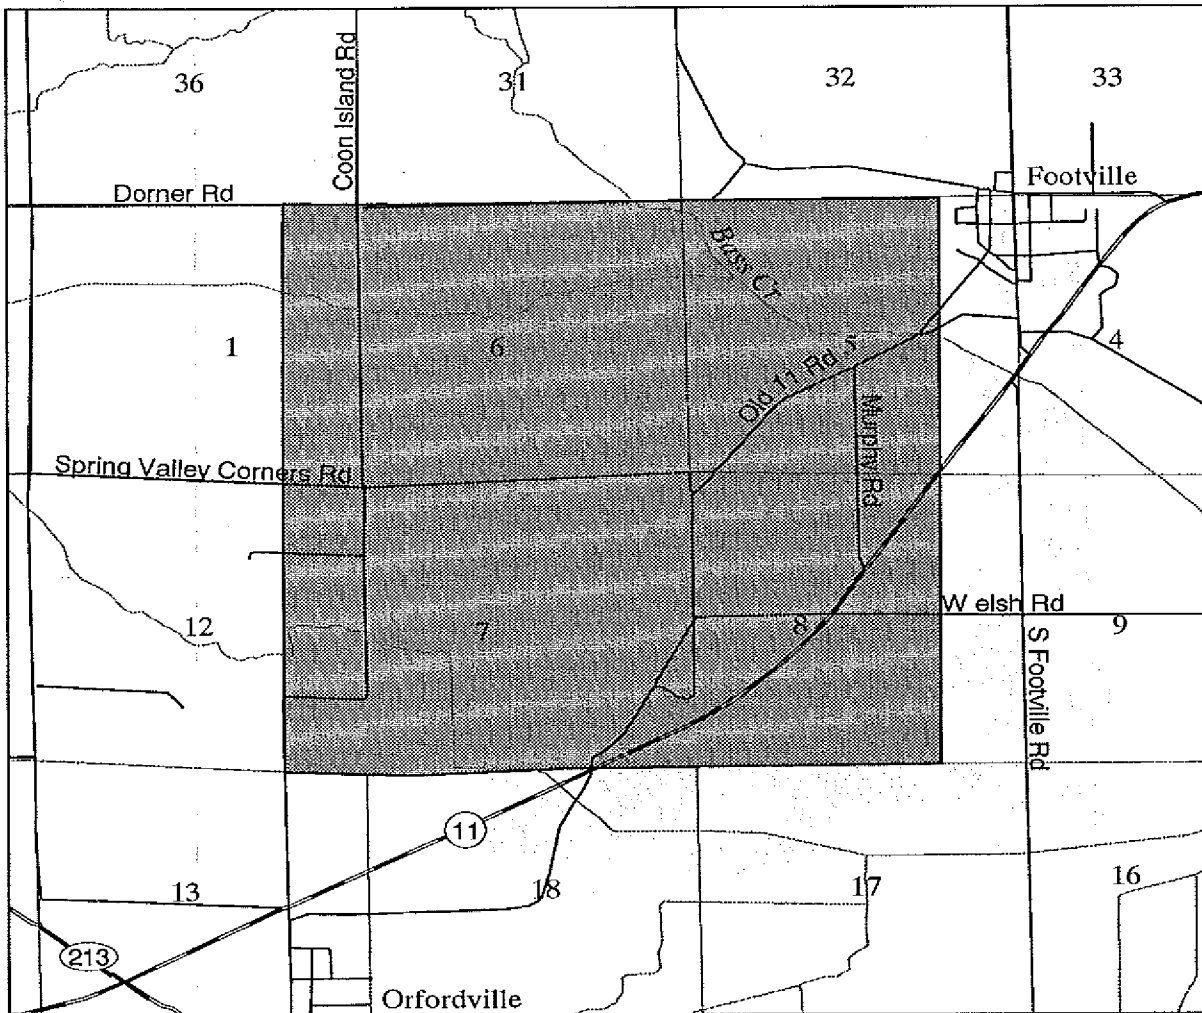 36
31
32
33
Coon Island Rd
Dorner Rd
Footville
Bass Cr
1
6
Old 11 Rd
5
4
Murphy Rd
Spring Valley Corners Rd
12
7
8
W elsh Rd
9
S Footville Rd
11
13
18
17
16
213
Orfordville